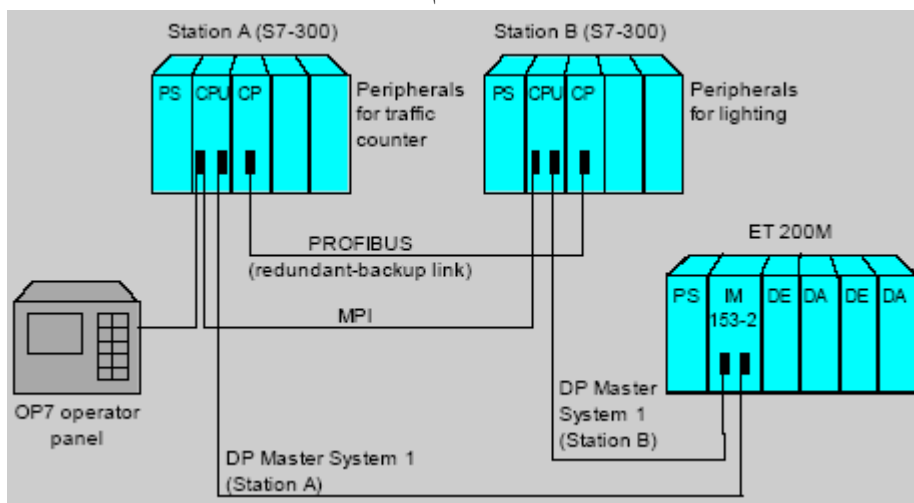 Station A (S7-300)
Station B (S7-300)
PS CPU CP
Peripherals
for traffic
counter
PS CPU CP
Peripherals
for lighting
PROFIBUS
(redundant-backup link)
ET 200M
MPI
PS IM
153-2 DE DA DE DA
OP7 operator
panel
DP Master
System 1
(Station B)
DP Master System 1
(Station A)